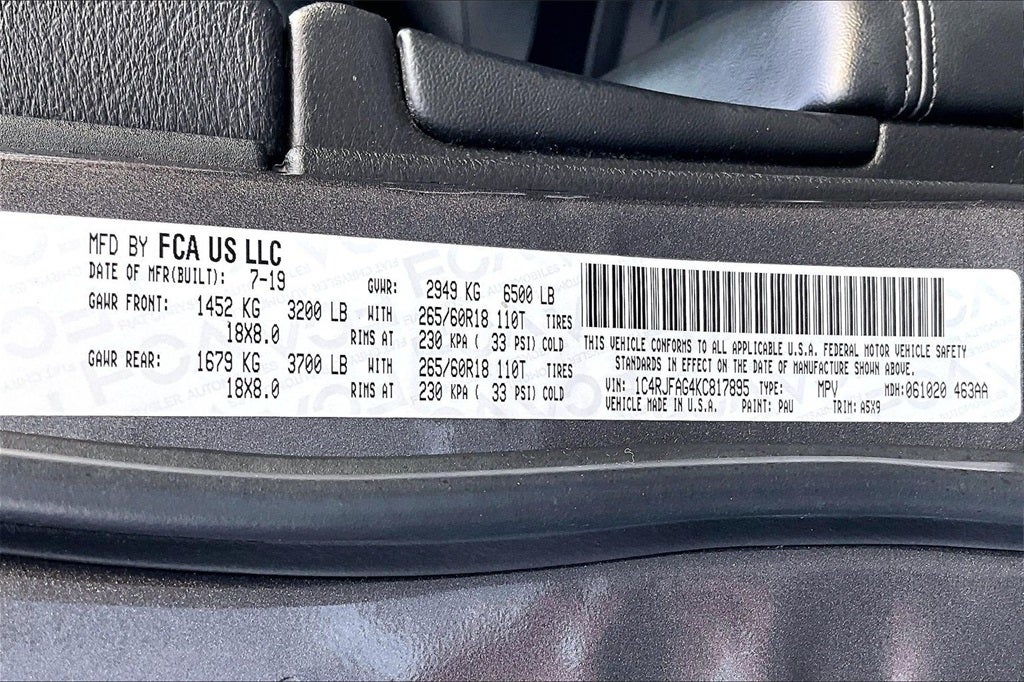 MFD BY FCA US LLC
DATE OF MFR(BUILT): 7-19 GVWR: 2949 KG 6500 LB
GAWR FRONT: 1452 KG 3200 LB WITH 265/60R18 110T TIRES
18X8.0 RIMS AT 230 KPA ( 33 PSI) COLD
GAWR REAR: 1679 KG 3700 LB WITH 265/60R18 110T TIRES
18X8.0 RIMS AT 230 KPA ( 33 PSI) COLD
THIS VEHICLE CONFORMS TO ALL APPLICABLE U.S.A. FEDERAL MOTOR VEHICLE SAFETY
STANDARDS IN EFFECT ON THE DATE OF MANUFACTURE SHOWN ABOVE.
VIN: 1C4RJFAG4KC817895 TYPE: MPV MDH:061020 463AA
VEHICLE MADE IN U.S.A. PAINT: PAU TRIM: A5X9